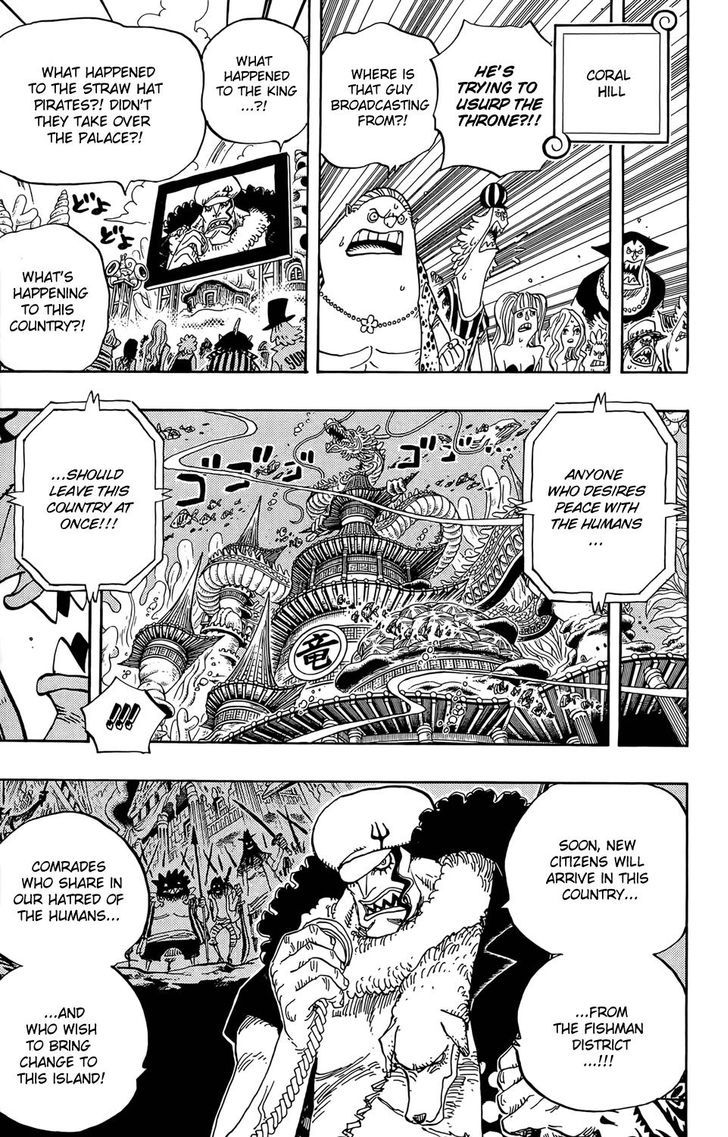 CORAL
HILL
HE'S
TRYING TO
USURP THE
THRONE?!!
WHERE IS
THAT GUY
BROADCASTING
FROM?!
WHAT
HAPPENED
TO THE KING
...?!
WHAT HAPPENED
TO THE STRAW HAT
PIRATES?! DIDN'T
THEY TAKE OVER
THE PALACE?!
どよ
どよ
WHAT'S
HAPPENING
TO THIS
COUNTRY?!
ANYONE
WHO DESIRES
PEACE WITH
THE HUMANS
...
ゴゴゴ
ゴゴゴ
竜
...SHOULD
LEAVE THIS
COUNTRY AT
ONCE!!!
!!!
SOON, NEW
CITIZENS WILL
ARRIVE IN THIS
COUNTRY...
...FROM
THE FISHMAN
DISTRICT
...!!!
COMRADES
WHO SHARE IN
OUR HATRED OF
THE HUMANS...
...AND
WHO WISH
TO BRING
CHANGE TO
THIS ISLAND!